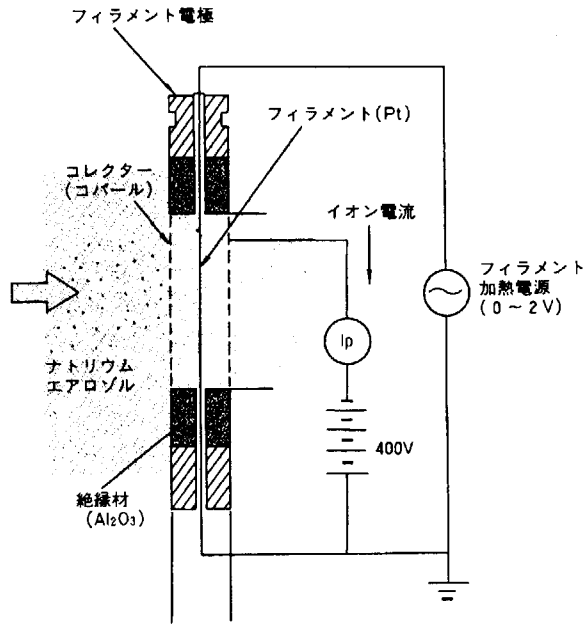 フィラメント電極
フィラメント(Pt)
コレクター
(コバール)
イオン電流
フィラメント
加熱電源
(0～2V)
Ip
ナトリウム
エアロゾル
400V
絶縁材
(Al₂O₃)